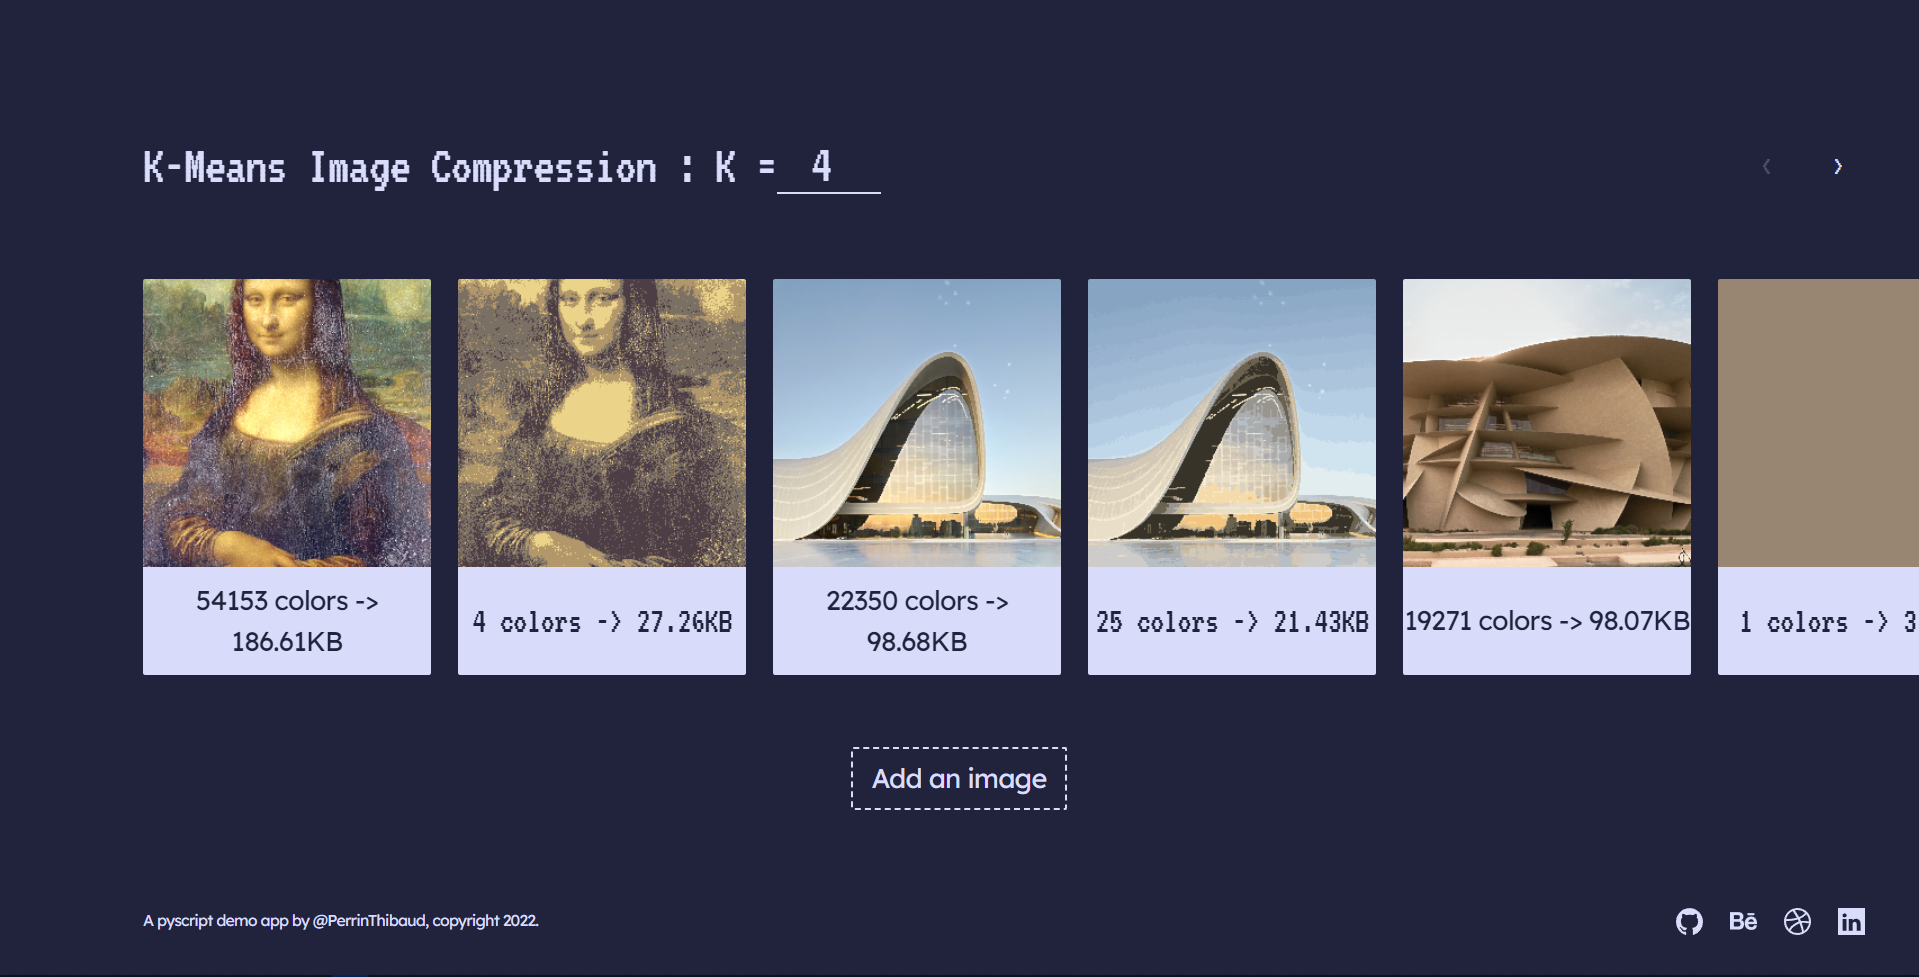 K-Means Image Compression : K = 4
‹ ›
54153 colors ->
186.61KB
4 colors -> 27.26KB
22350 colors ->
98.68KB
25 colors -> 21.43KB
19271 colors -> 98.07KB
1 colors -> 3
Add an image
A pyscript demo app by @PerrinThibaud, copyright 2022.
Bē
in